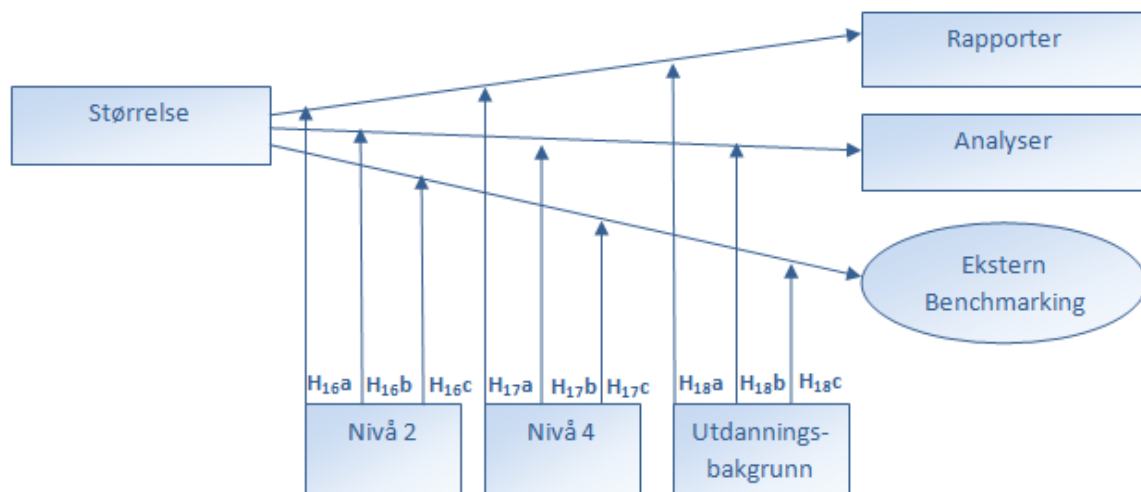 Rapporter
Størrelse
Analyser
Ekstern
Benchmarking
H₁₆a H₁₆b H₁₆c H₁₇a H₁₇b H₁₇c H₁₈a H₁₈b H₁₈c
Nivå 2
Nivå 4
Utdannings-
bakgrunn